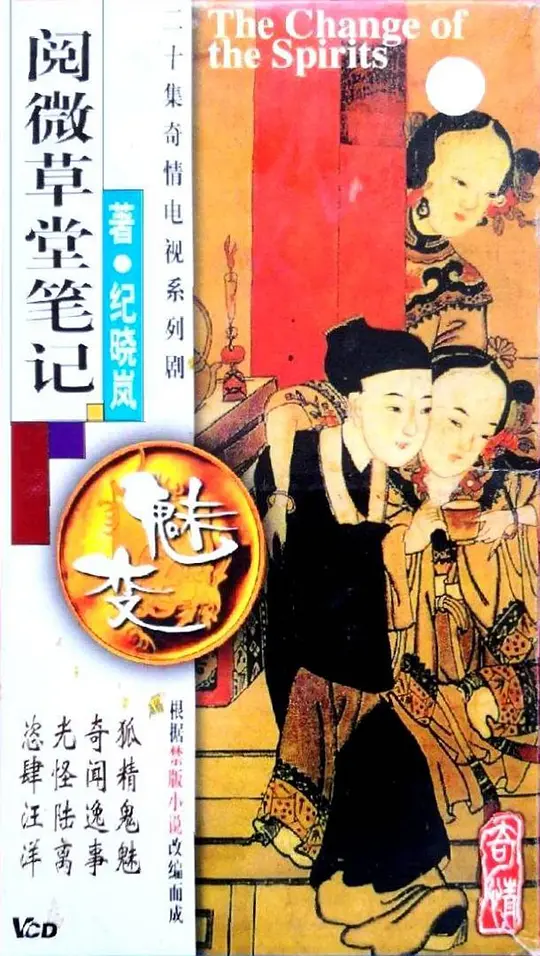 The Change of
the Spirits
二十集奇情电视系列剧
阅微草堂笔记
著·纪晓岚
魅变
根据禁版小说改编而成
狐精鬼魅
奇闻逸事
光怪陆离
恣肆汪洋
奇情
VCD